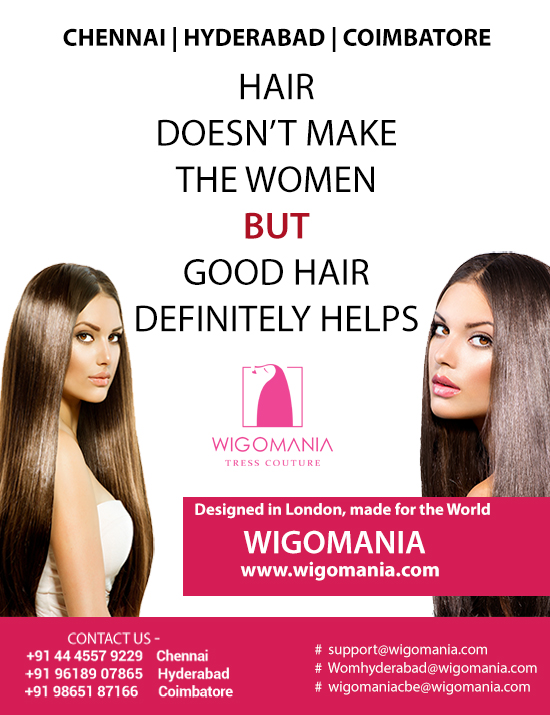 CHENNAI | HYDERABAD | COIMBATORE
HAIR
DOESN'T MAKE
THE WOMEN
BUT
GOOD HAIR
DEFINITELY HELPS
WIGOMANIA
TRESS COUTURE
Designed in London, made for the World
WIGOMANIA
www.wigomania.com
CONTACT US -
+91 44 4557 9229 Chennai
+91 96189 07865 Hyderabad
+91 98651 87166 Coimbatore
# support@wigomania.com
# Womhyderabad@wigomania.com
# wigomaniacbe@wigomania.com